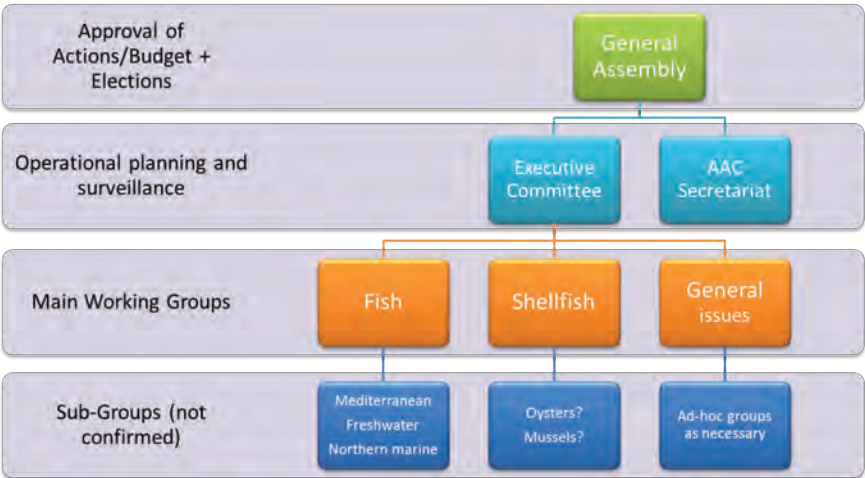 Approval of
Actions/Budget +
Elections
General
Assembly
Operational planning and
surveillance
Executive
Committee
AAC
Secretariat
Main Working Groups
Fish
Shellfish
General
issues
Sub-Groups (not
confirmed)
Mediterranean
Freshwater
Northern marine
Oysters?
Mussels?
Ad-hoc groups
as necessary